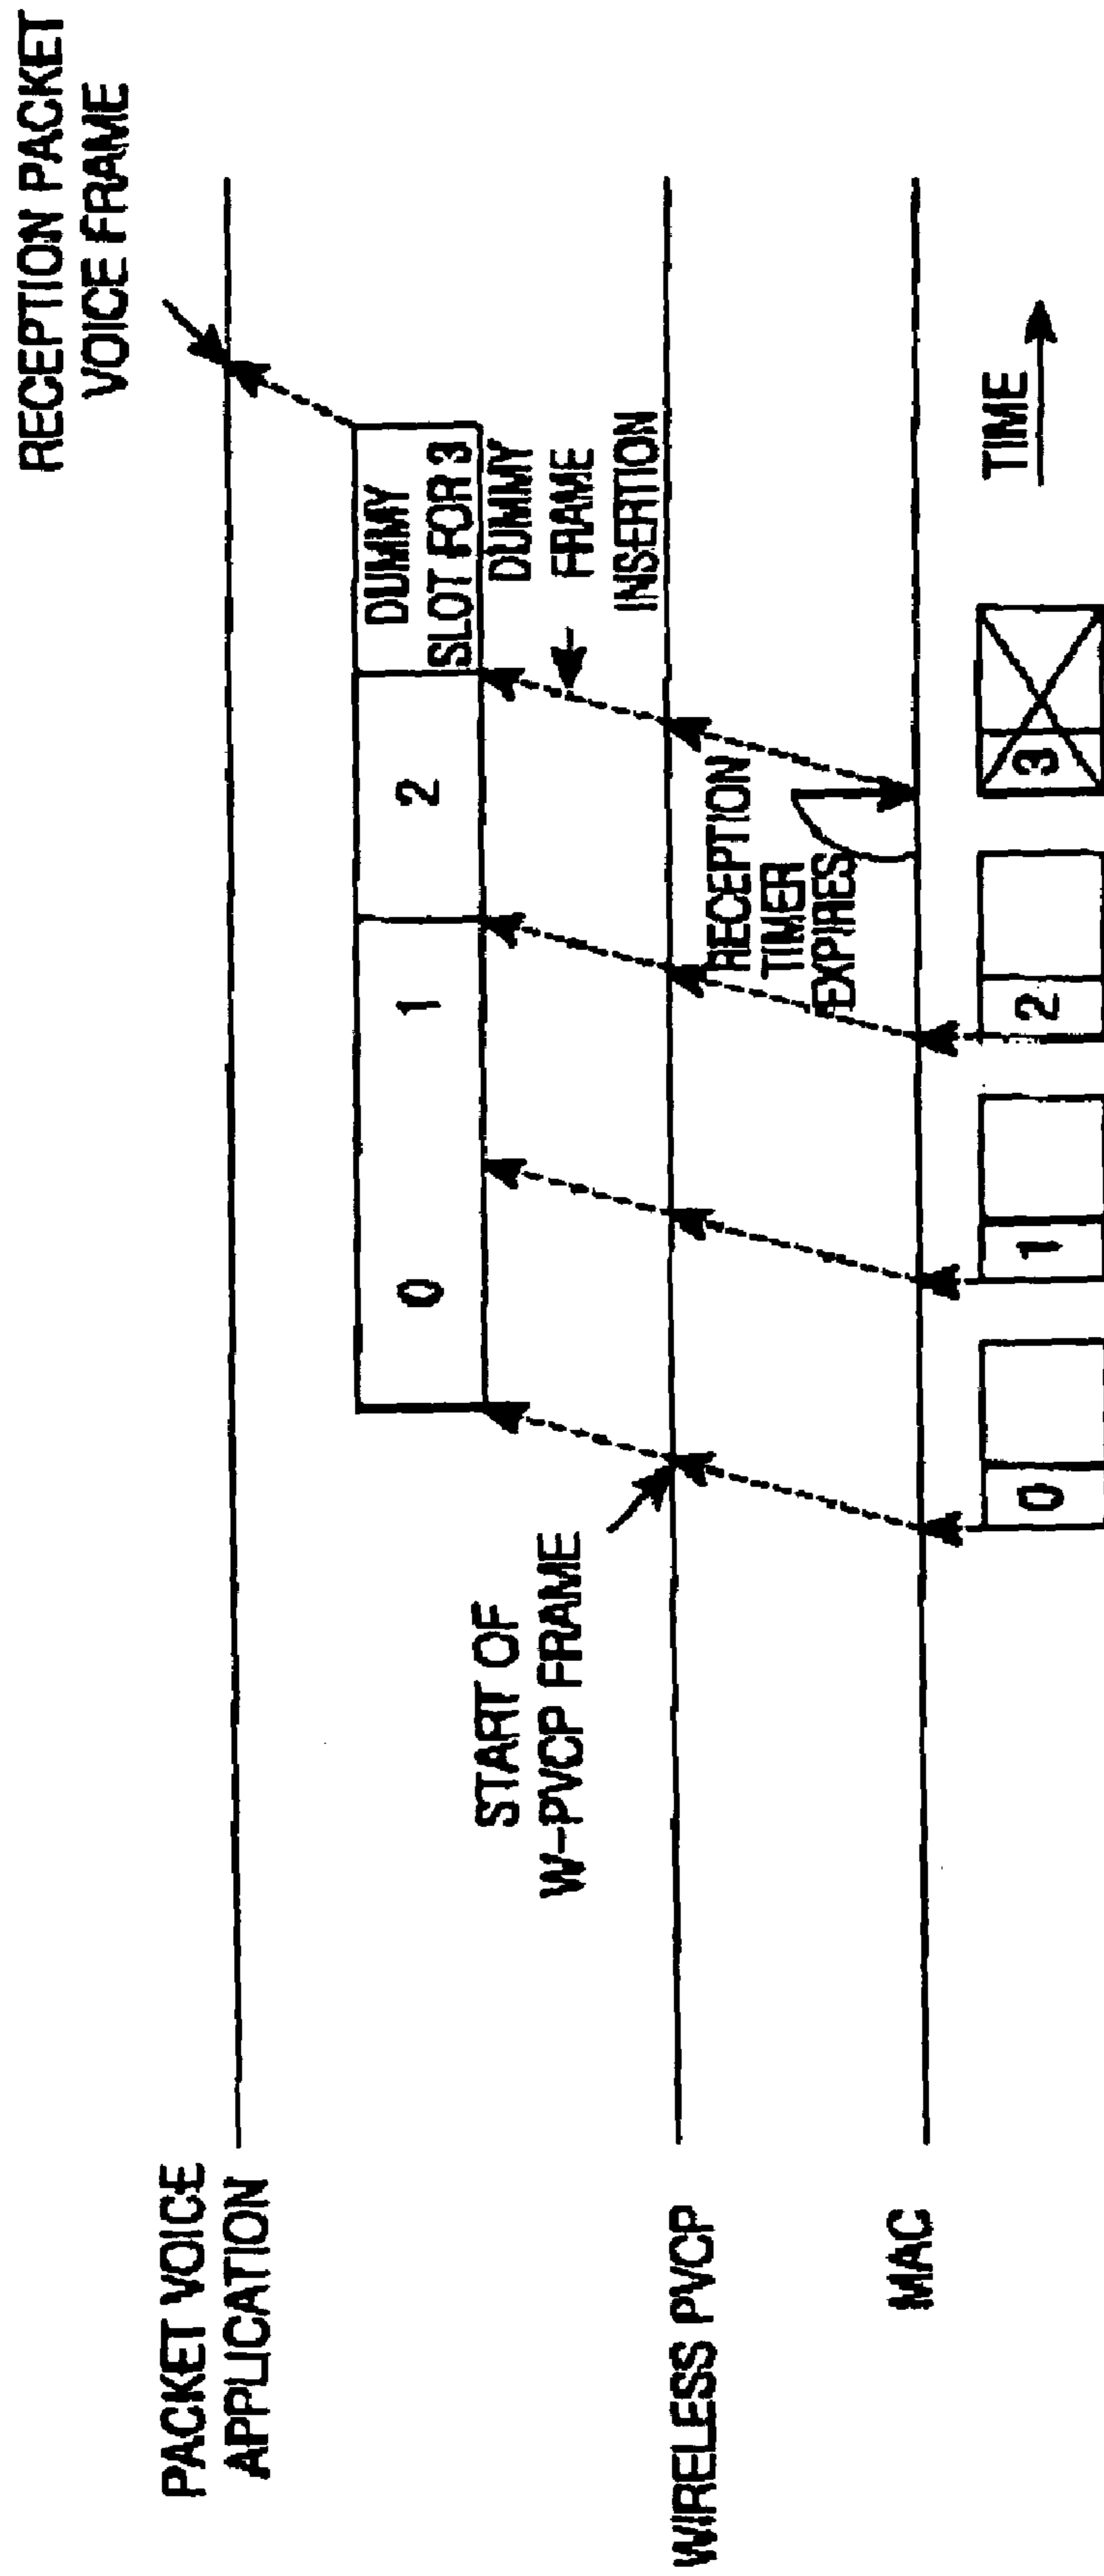 RECEPTION PACKET
VOICE FRAME
PACKET VOICE
APPLICATION
0
1
2
DUMMY
SLOT FOR 3
DUMMY
FRAME
INSERTION
START OF
W-PVCP FRAME
WIRELESS PVCP
RECEPTION
TIMER
EXPIRES
MAC
0
1
2
3
TIME